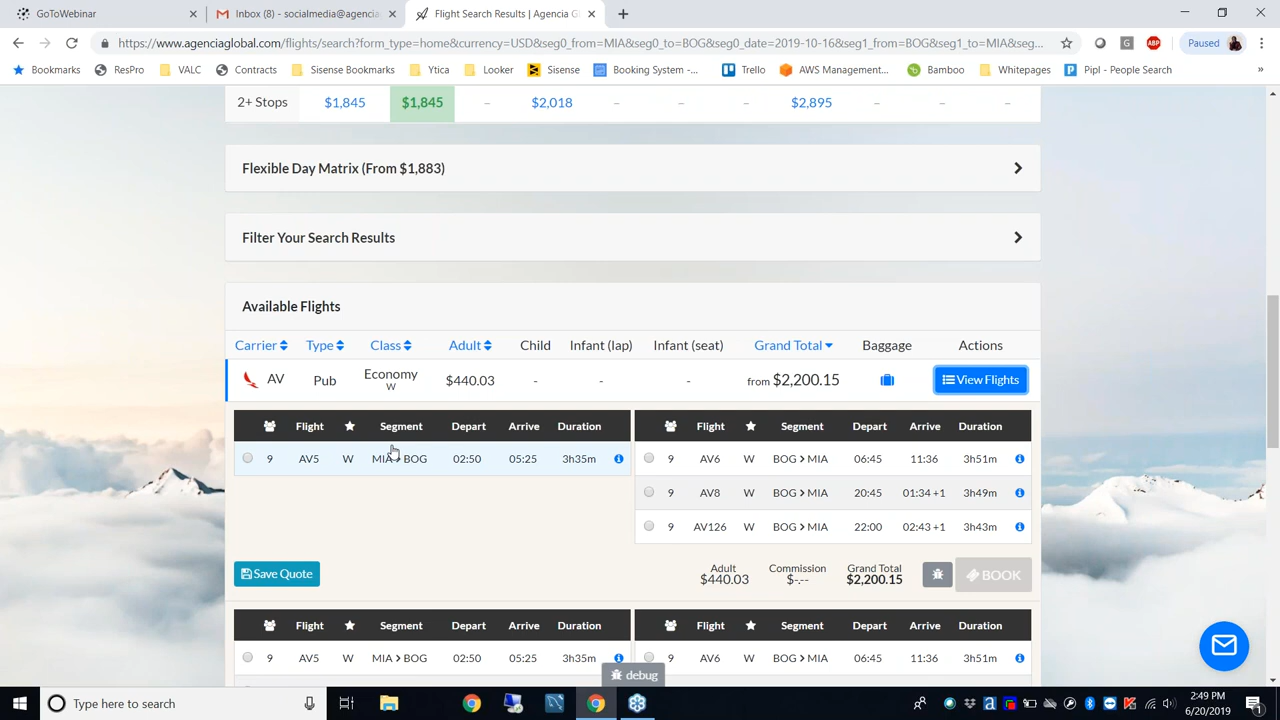 GoToWebinar
Inbox (8) - socialmedia@agencia
Flight Search Results | Agencia Gl
https://www.agenciaglobal.com/flights/search?form_type=home&currency=USD&seg0_from=MIA&seg0_to=BOG&seg0_date=2019-10-16&seg1_from=BOG&seg1_to=MIA&seg...
ABP
Paused
Bookmarks ResPro VALC Contracts Sisense Bookmarks Ytica Looker Sisense Booking System -... Trello AWS Management... Bamboo Whitepages Pipl - People Search »
2+ Stops $1,845 $1,845 – $2,018 – – – $2,895 – – –
Flexible Day Matrix (From $1,883)
Filter Your Search Results
Available Flights
Carrier Type Class Adult Child Infant (lap) Infant (seat) Grand Total Baggage Actions
AV Pub Economy W $440.03 - - - from $2,200.15 View Flights
Flight Segment Depart Arrive Duration
9 AV5 W MIA > BOG 02:50 05:25 3h35m
Flight Segment Depart Arrive Duration
9 AV6 W BOG > MIA 06:45 11:36 3h51m
9 AV8 W BOG > MIA 20:45 01:34 +1 3h49m
9 AV126 W BOG > MIA 22:00 02:43 +1 3h43m
Save Quote
Adult Commission Grand Total
$440.03 $-.-- $2,200.15
BOOK
Flight Segment Depart Arrive Duration
9 AV5 W MIA > BOG 02:50 05:25 3h35m
Flight Segment Depart Arrive Duration
9 AV6 W BOG > MIA 06:45 11:36 3h51m
debug
Type here to search
2:49 PM
6/20/2019